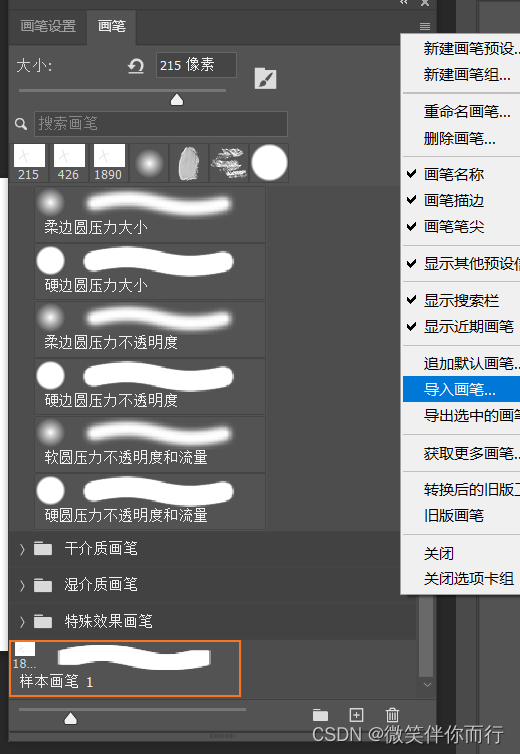 画笔设置 画笔
大小: 215 像素
搜索画笔
215 426 1890
柔边圆压力大小
硬边圆压力大小
柔边圆压力不透明度
硬边圆压力不透明度
软圆压力不透明度和流量
硬圆压力不透明度和流量
干介质画笔
湿介质画笔
特殊效果画笔
18...
样本画笔 1
新建画笔预设...
新建画笔组...
重命名画笔...
删除画笔...
画笔名称
画笔描边
画笔笔尖
显示其他预设
显示搜索栏
显示近期画笔
追加默认画笔...
导入画笔...
导出选中的画
获取更多画笔...
转换后的旧版
旧版画笔
关闭
关闭选项卡组
CSDN @微笑伴你而行